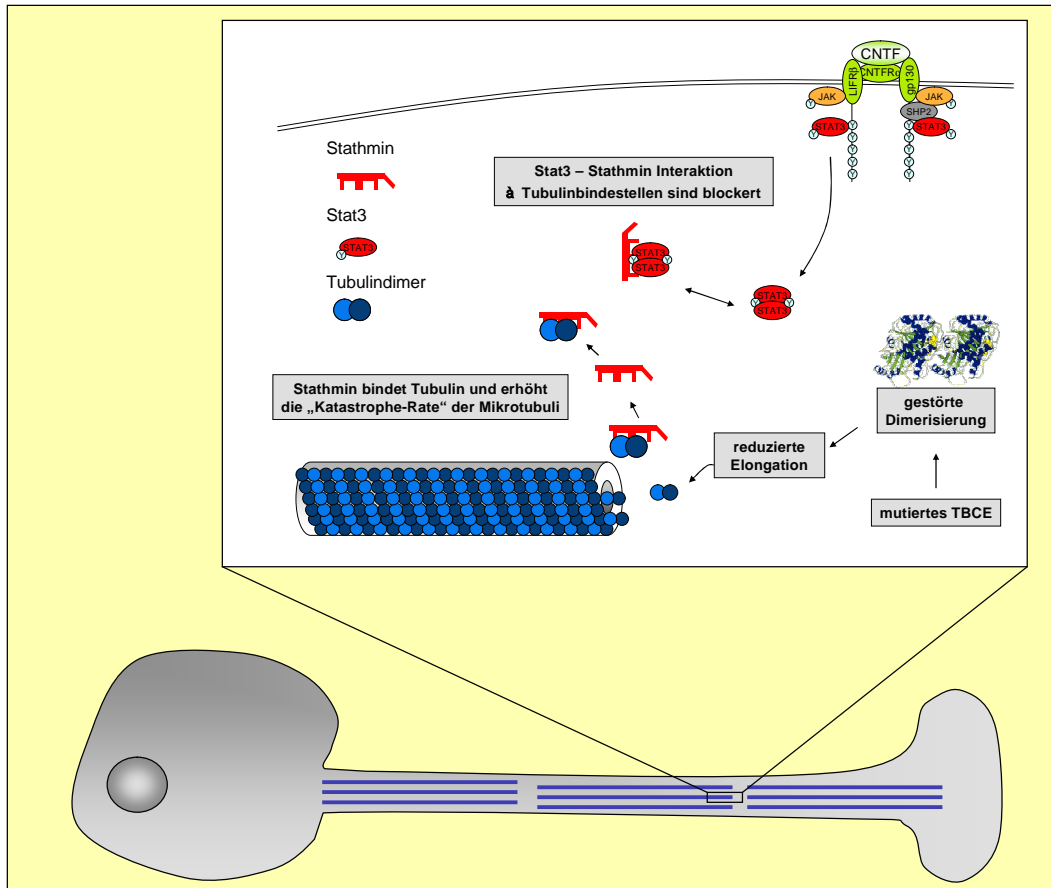 CNTF
CNTFRα
LIFRβ
gp130
JAK
JAK
Y
Y
SHP2
STAT3
STAT3
Y
Y
Y
Y
Y
Y
Y
Y
Y
Y
Y
Y
Y
Y
Stathmin
Stat3 – Stathmin Interaktion
à Tubulinbindestellen sind blockert
Stat3
STAT3
Y
STAT3
Y Y
STAT3
Tubulindimer
STAT3
Y Y
STAT3
Stathmin bindet Tubulin und erhöht
die „Katastrophe-Rate“ der Mikrotubuli
gestörte
Dimerisierung
reduzierte
Elongation
mutiertes TBCE